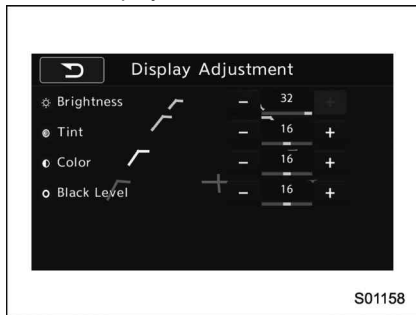 Display Adjustment
Brightness - 32 +
Tint - 16 +
Color - 16 +
Black Level - 16 +
S01158